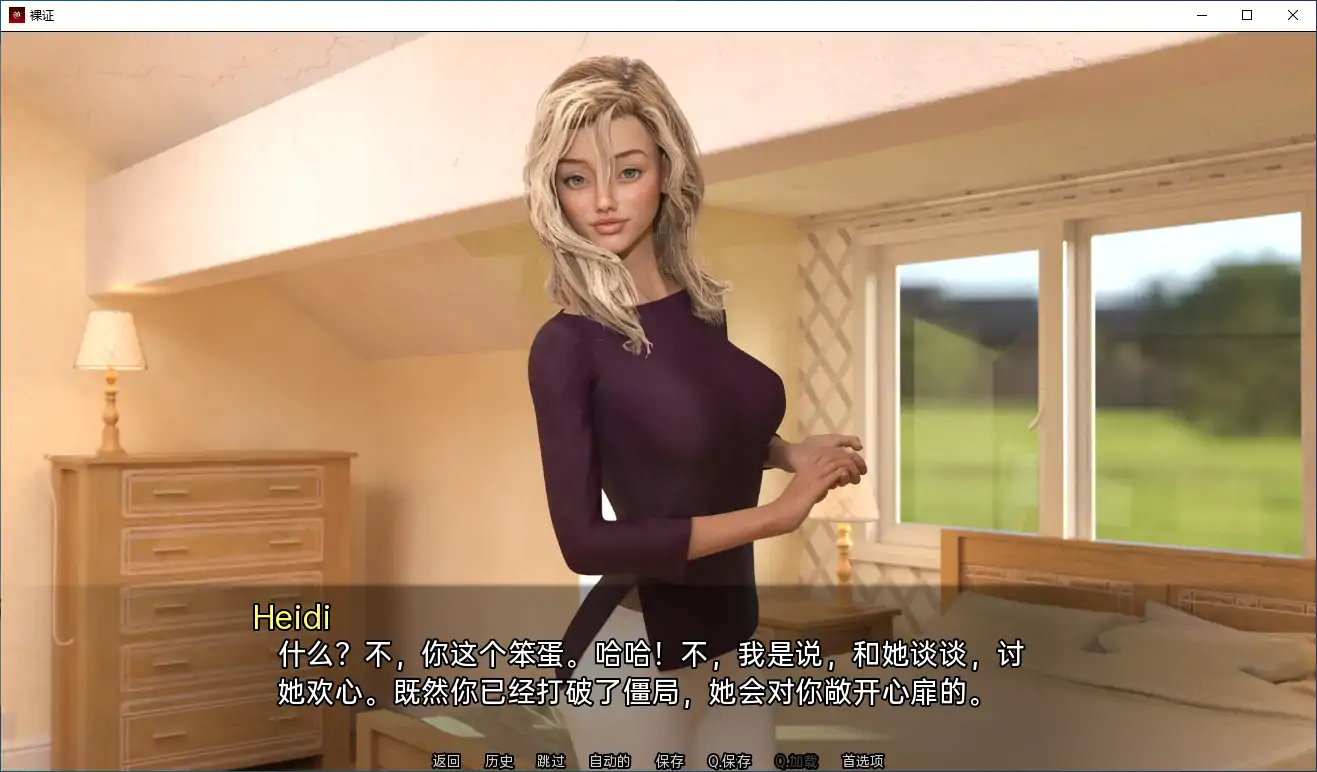 裸证
Heidi
什么？不，你这个笨蛋。哈哈！不，我是说，和她谈谈，讨
她欢心。既然你已经打破了僵局，她会对你敞开心扉的。
返回 历史 跳过 自动的 保存 Q.保存 Q.加载 首选项